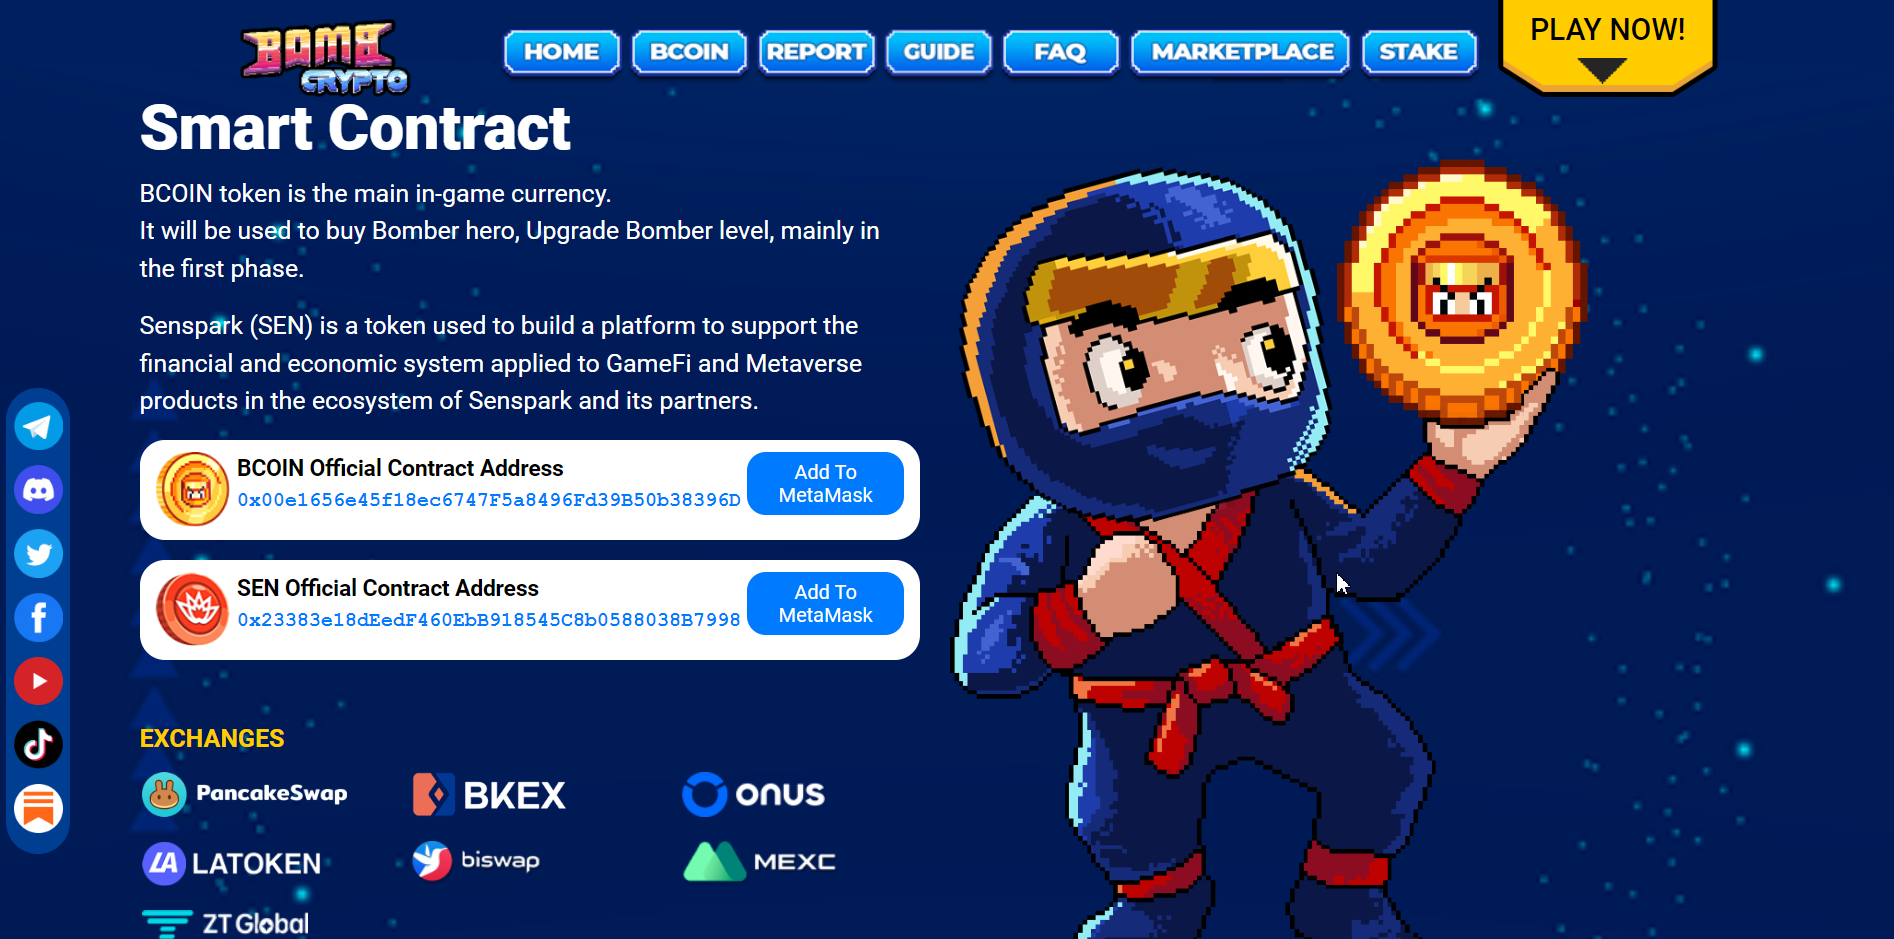 BOMB
CRYPTO
HOME
BCOIN
REPORT
GUIDE
FAQ
MARKETPLACE
STAKE
PLAY NOW!
Smart Contract
BCOIN token is the main in-game currency.
It will be used to buy Bomber hero, Upgrade Bomber level, mainly in
the first phase.
Senspark (SEN) is a token used to build a platform to support the
financial and economic system applied to GameFi and Metaverse
products in the ecosystem of Senspark and its partners.
BCOIN Official Contract Address
0x00e1656e45f18ec6747F5a8496Fd39B50b38396D
Add To
MetaMask
SEN Official Contract Address
0x23383e18dEedF460EbB918545C8b0588038B7998
Add To
MetaMask
EXCHANGES
PancakeSwap
BKEX
ONUS
LA LATOKEN
biswap
MEXC
ZT Global